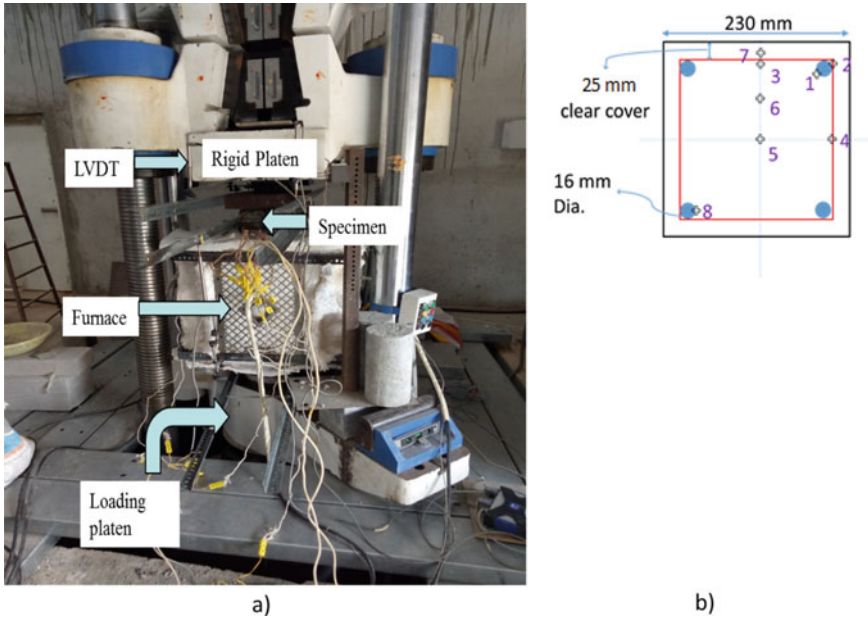 LVDT
Rigid Platen
Specimen
Furnace
Loading
platen
a)
230 mm
25 mm
clear cover
16 mm
Dia.
7
3
2
1
6
5
4
8
b)